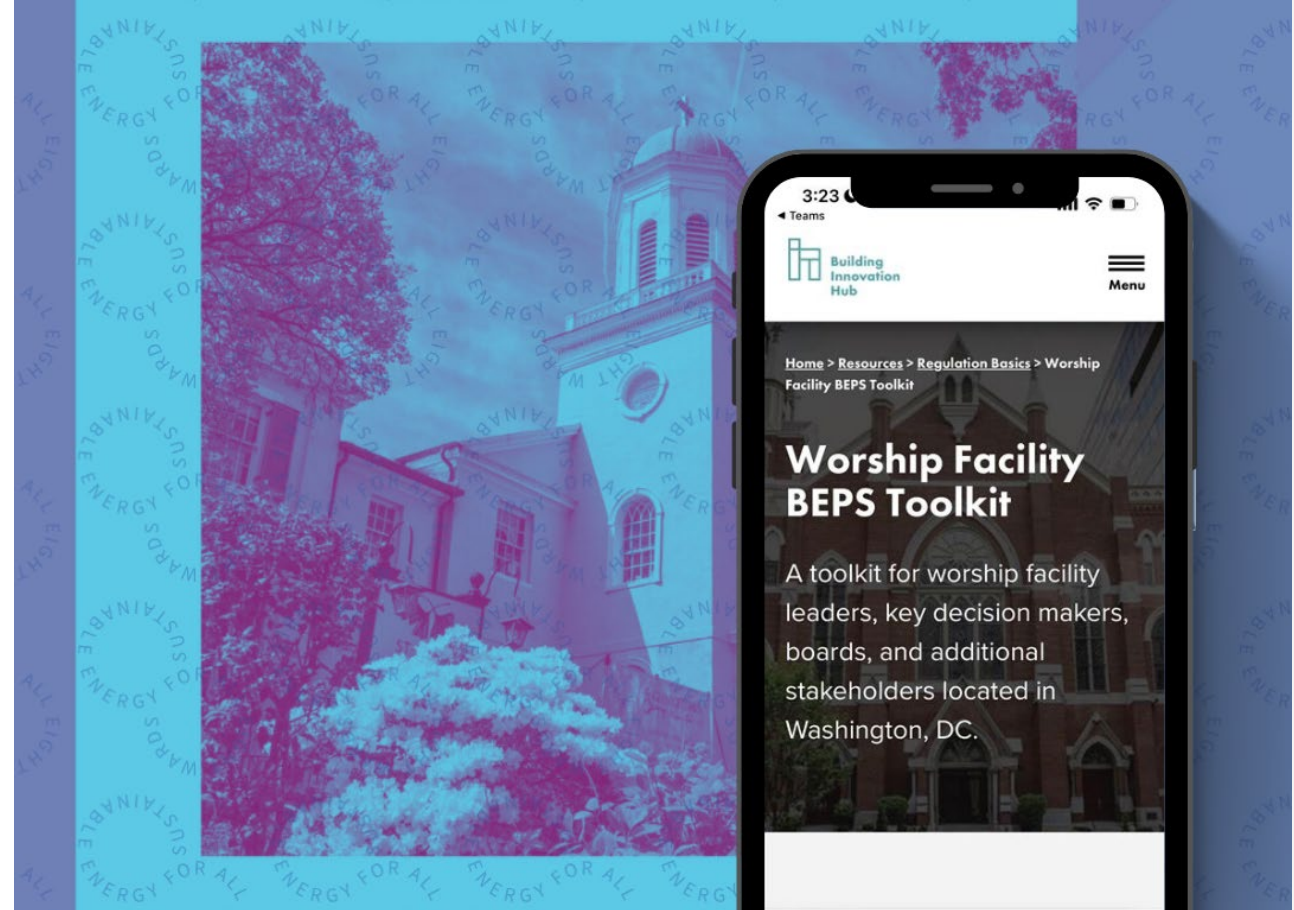 SUSTAINABLE ENERGY FOR ALL EIGHT WARDS
3:23
◀ Teams
Building
Innovation
Hub
Menu
Home > Resources > Regulation Basics > Worship
Facility BEPS Toolkit
Worship Facility
BEPS Toolkit
A toolkit for worship facility
leaders, key decision makers,
boards, and additional
stakeholders located in
Washington, DC.